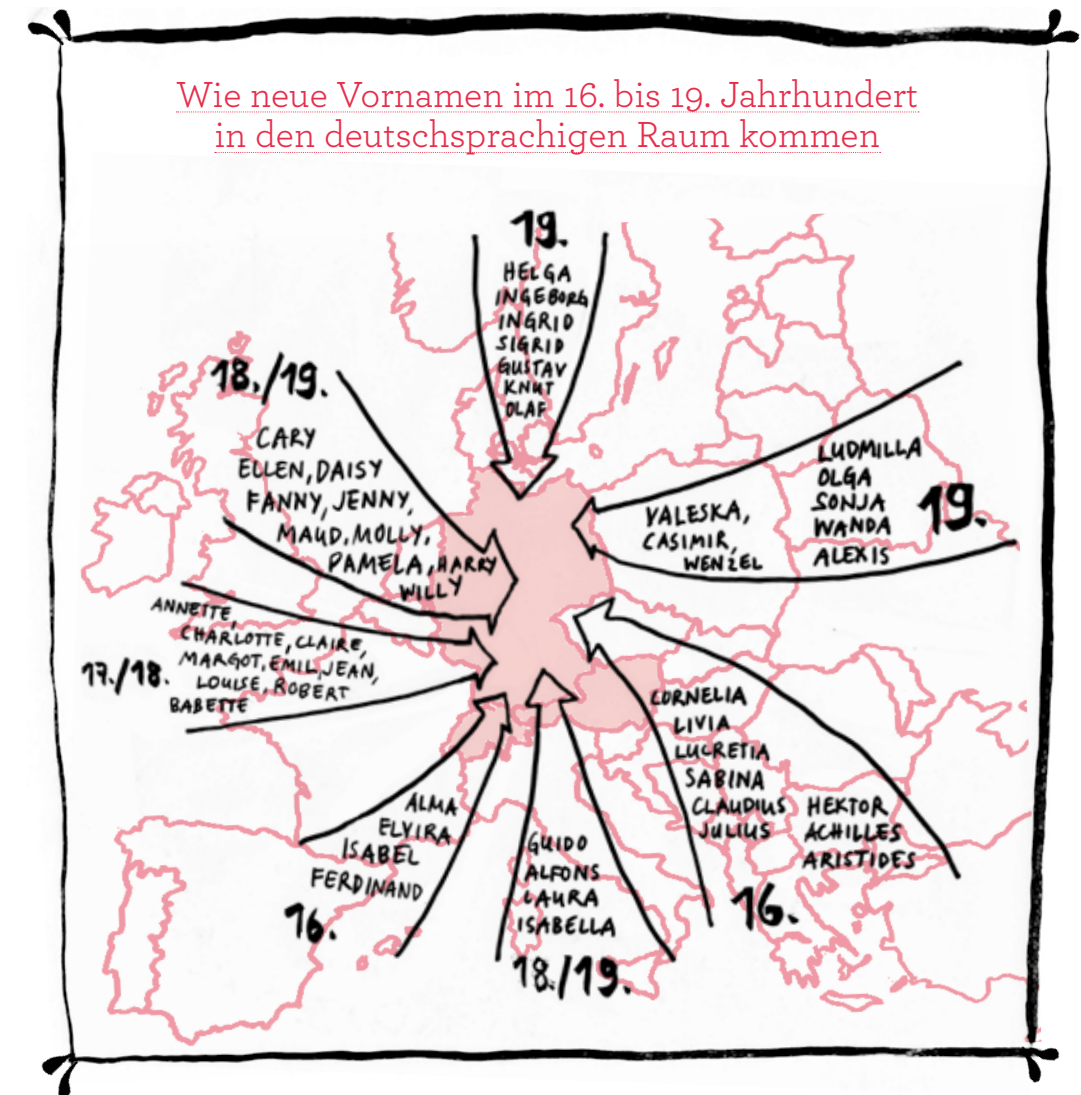 Wie neue Vornamen im 16. bis 19. Jahrhundert
in den deutschsprachigen Raum kommen
19.
HELGA
INGEBORG
INGRID
SIGRID
GUSTAV
KNUT
OLAF
18./19.
CARY
ELLEN, DAISY
FANNY, JENNY,
MAUD, MOLLY,
PAMELA, HARRY
WILLY
LUDMILLA
OLGA
SONJA
WANDA
ALEXIS
19.
VALESKA,
CASIMIR,
WENZEL
ANNETTE,
CHARLOTTE, CLAIRE,
MARGOT, EMIL, JEAN,
LOUISE, ROBERT
BABETTE
17./18.
CORNELIA
LIVIA
LUCRETIA
SABINA
CLAUDIUS
JULIUS
HEKTOR
ACHILLES
ARISTIDES
16.
ALMA
ELVIRA
ISABEL
FERDINAND
16.
GUIDO
ALFONS
LAURA
ISABELLA
18./19.